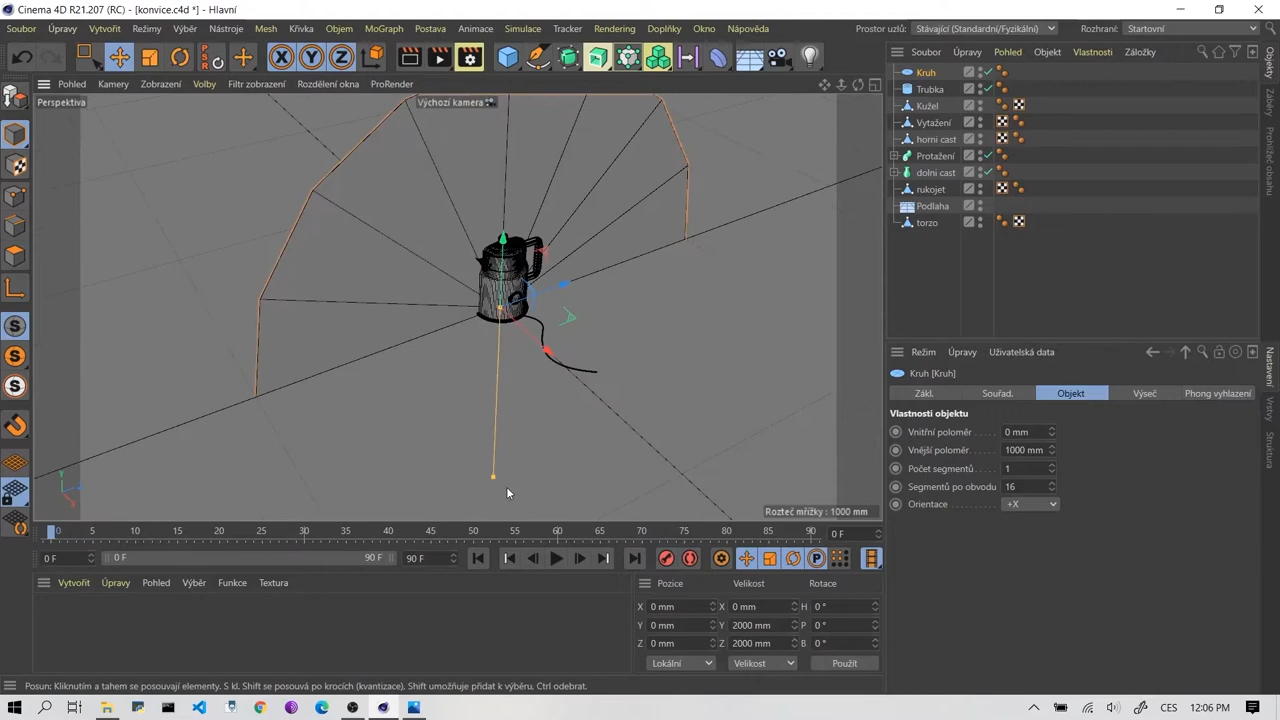 Cinema 4D R21.207 (RC) - [konvice.c4d *] - Hlavní
Soubor Úpravy Vytvořit Režimy Výběr Nástroje Mesh Křivka Objem MoGraph Postava Animace Simulace Tracker Rendering Doplňky Okno Nápověda
Prostor uzlů: Stávající (Standardní/Fyzikální) Rozhraní: Startovní
X Y Z P S R
Pohled Kamery Zobrazení Volby Filtr zobrazení Rozdělení okna ProRender
Perspektiva
Výchozí kamera
Soubor Úpravy Pohled Objekt Vlastnosti Záložky
Kruh
Trubka
Kužel
Vytažení
horni cast
Protažení
dolni cast
rukojet
Podlaha
torzo
Objekty
Záběry
Prohlížeč obsahu
Režim Úpravy Uživatelská data
Kruh [Kruh]
Zákl. Souřad. Objekt Výseč Phong vyhlazení
Vlastnosti objektu
Vnitřní poloměr . . . . . 0 mm
Vnější poloměr . . . . . 1000 mm
Počet segmentů . . . . 1
Segmenty po obvodu 16
Orientace . . . . . . . . . +X
Nastavení
Vrstvy
Struktura
S
S
S
Y
Z
X
Rozteč mřížky : 1000 mm
0 5 10 15 20 25 30 35 40 45 50 55 60 65 70 75 80 85 90 0 F
0 F 0 F 90 F 90 F
P
Vytvořit Úpravy Pohled Výběr Funkce Textura
Pozice Velikost Rotace
X 0 mm X 0 mm H 0 °
Y 0 mm Y 2000 mm P 0 °
Z 0 mm Z 2000 mm B 0 °
Lokální Velikost Použít
Posun: Kliknutím a tahem se posouvají elementy. S kl. Shift se posouvá po krocích (kvantizace), Shift umožňuje přidat k výběru, Ctrl odebrat.
CES 12:06 PM